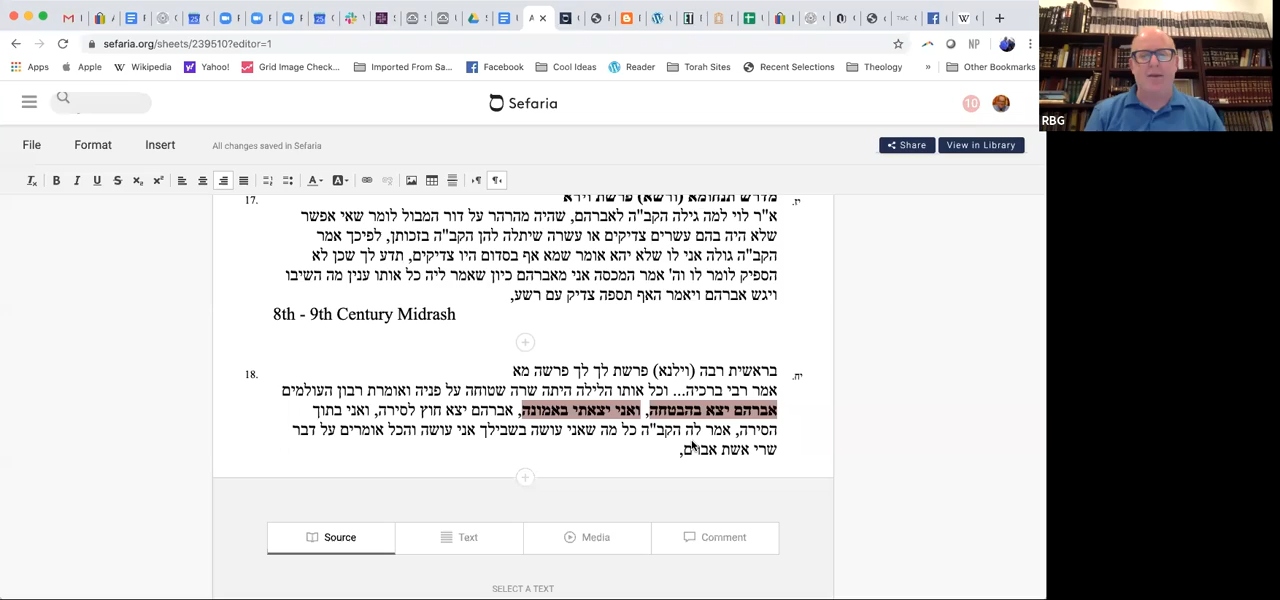 sefaria.org/sheets/239510?editor=1
NP
Apps Apple Wikipedia Yahoo! Grid Image Check... Imported From Sa... Facebook Cool Ideas Reader Torah Sites Recent Selections Theology » Other Bookmarks
RBG
Sefaria
10
File Format Insert All changes saved in Sefaria
Share View in Library
17. מדרש תנחומא (ורשא) פרשת וירא יז.
א"ר לוי למה גילה הקב"ה לאברהם, שהיה מהרהר על דור המבול לומר שאי אפשר
שלא היה בהם עשרים צדיקים או עשרה שיתלה להן הקב"ה בזכותן, לפיכך אמר
הקב"ה גולה אני לו שלא יהא אומר שמא אף בסדום היו צדיקים, תדע לך שכן לא
הספיק לומר לו וה' אמר המכסה אני מאברהם כיון שאמר ליה כל אותו ענין מה השיבו
ויגש אברהם ויאמר האף תספה צדיק עם רשע,
8th - 9th Century Midrash
18. בראשית רבה (וילנא) פרשת לך לך פרשה מא יח.
אמר רבי ברכיה... וכל אותו הלילה היתה שרה שטוחה על פניה ואומרת רבון העולמים
אברהם יצא בהבטחה, ואני יצאתי באמונה, אברהם יצא חוץ לסירה, ואני בתוך
הסירה, אמר לה הקב"ה כל מה שאני עושה בשבילך אני עושה והכל אומרים על דבר
שרי אשת אברם,
Source Text Media Comment
SELECT A TEXT